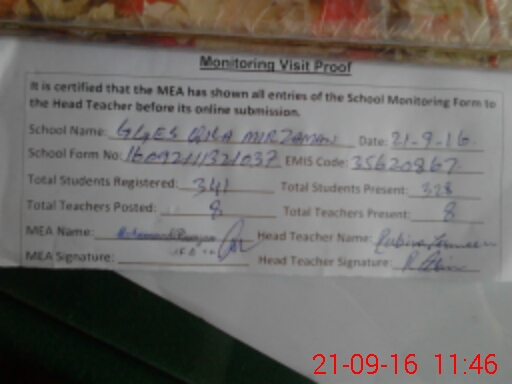 Monitoring Visit Proof
It is certified that the MEA has shown all entries of the School Monitoring Form to
the Head Teacher before its online submission.
School Name: GGES QILA MIRZAMAN Date: 21-9-16
School Form No: EMIS Code: 35620867
Total Students Registered: 341 Total Students Present: 328
Total Teachers Posted: 8 Total Teachers Present: 8
MEA Name: Head Teacher Name: Rubina
MEA Signature: Head Teacher Signature:
21-09-16 11:46